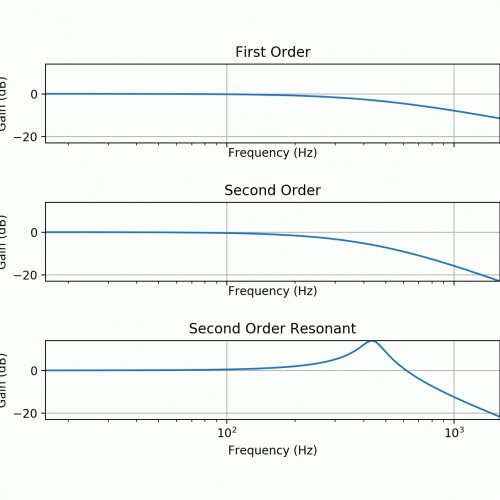 First Order
Gain (dB)
0
−20
Frequency (Hz)
Second Order
Gain (dB)
0
−20
Frequency (Hz)
Second Order Resonant
Gain (dB)
0
−20
10² 10³
Frequency (Hz)